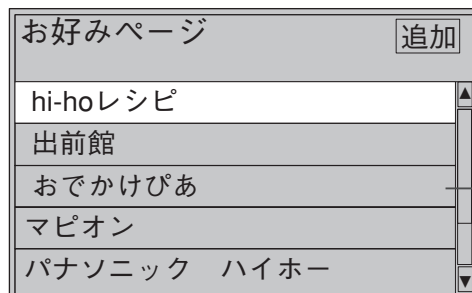 お好みページ
追加
hi-hoレシピ
出前館
おでかけぴあ
マピオン
パナソニック　ハイホー